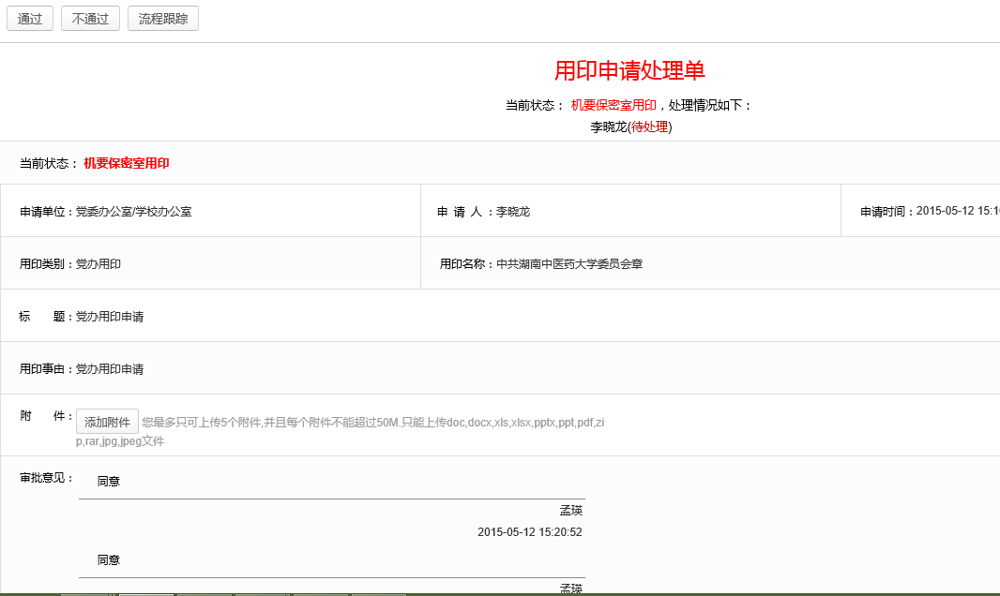 通过 不通过 流程跟踪
用印申请处理单
当前状态： 机要保密室用印，处理情况如下：
李晓龙(待处理)
当前状态： 机要保密室用印
申请单位：党委办公室/学校办公室 申 请 人 ：李晓龙 申请时间：2015-05-12 15:1
用印类别：党办用印 用印名称：中共湖南中医药大学委员会章
标 题：党办用印申请
用印事由：党办用印申请
附 件： 添加附件 您最多只可上传5个附件,并且每个附件不能超过50M.只能上传doc,docx,xls,xlsx,pptx,ppt,pdf,zi
p,rar,jpg,jpeg文件
审批意见： 同意
孟瑛
2015-05-12 15:20:52
同意
孟瑛